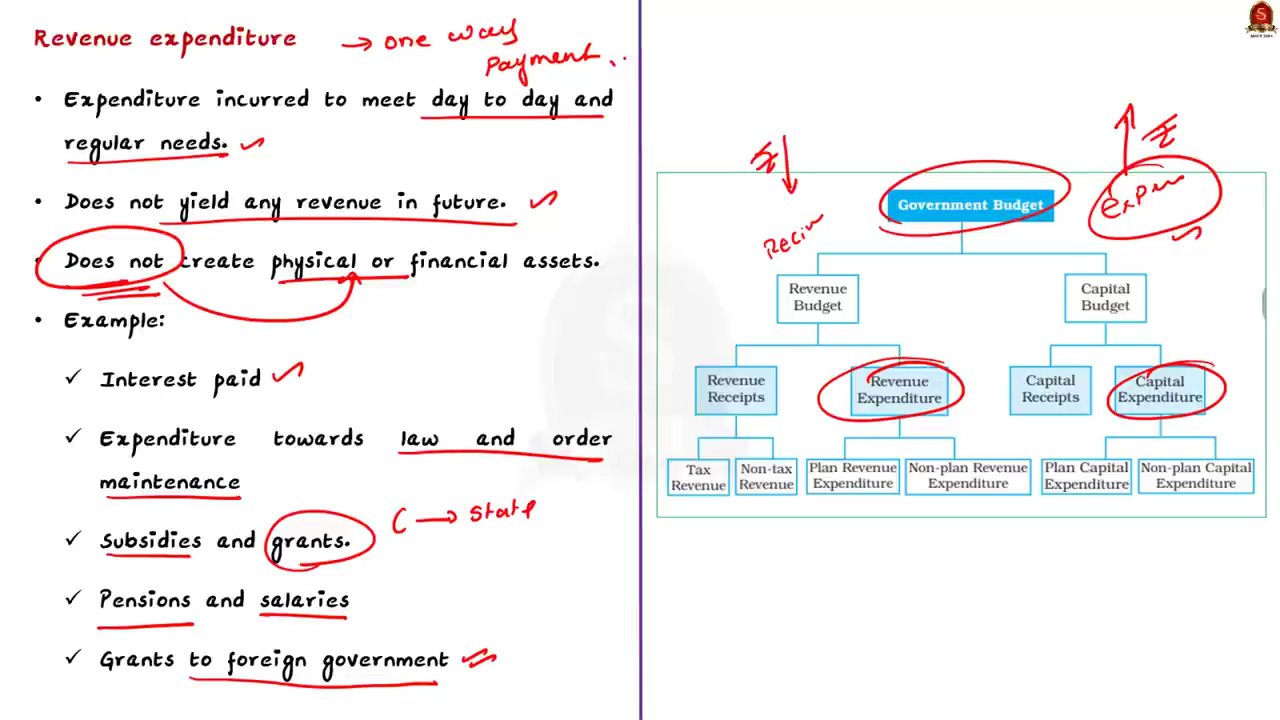 Revenue expenditure → one way
payment..
• Expenditure incurred to meet day to day and
regular needs.
• Does not yield any revenue in future.
• Does not create physical or financial assets.
• Example:
✓ Interest paid
✓ Expenditure towards law and order
maintenance
✓ Subsidies and grants.
C → State
✓ Pensions and salaries
✓ Grants to foreign government
₹
₹
Expen
Government Budget
Revenue
Budget
Capital
Budget
Revenue
Receipts
Revenue
Expenditure
Capital
Receipts
Capital
Expenditure
Tax
Revenue
Non-tax
Revenue
Plan Revenue
Expenditure
Non-plan Revenue
Expenditure
Plan Capital
Expenditure
Non-plan Capital
Expenditure